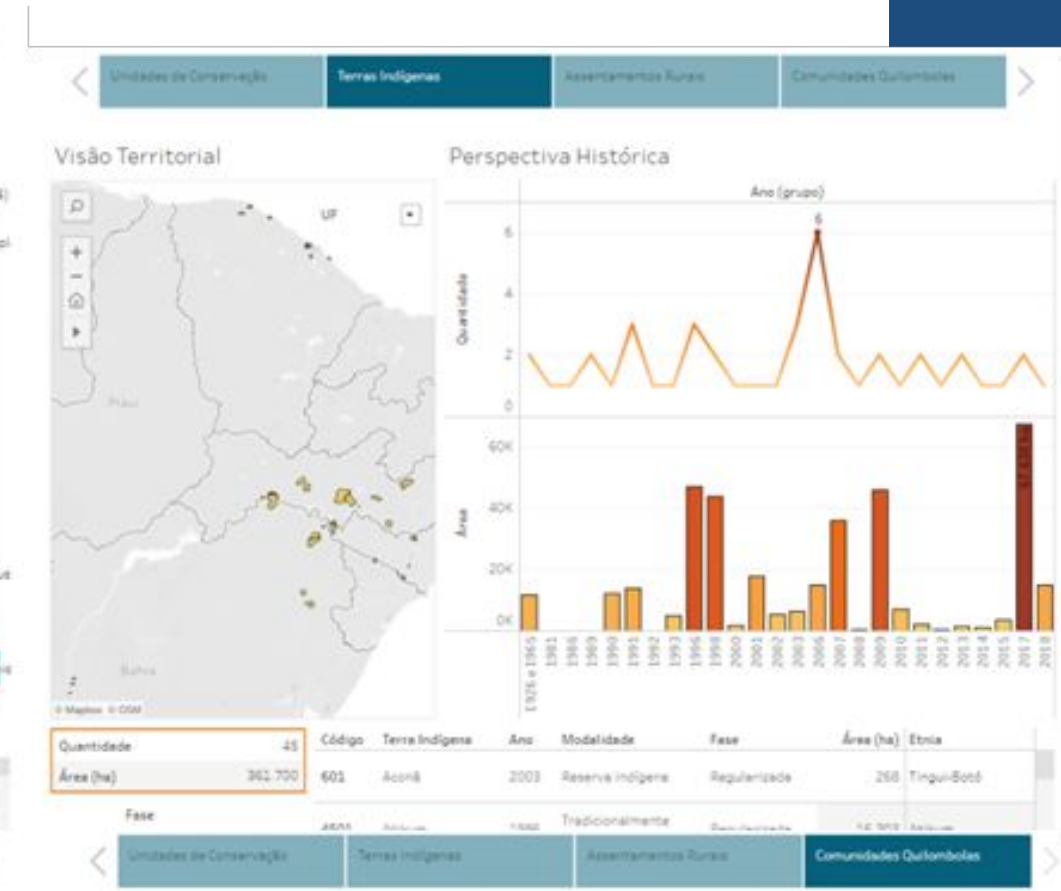 Unidades de Conservação
Terras Indígenas
Assentamentos Rurais
Comunidades Quilombolas
Visão Territorial
Perspectiva Histórica
UF
Piauí
Bahia
© Mapbox © OSM
Ano (grupo)
6
Quantidade
6
4
2
0
Área
60K
40K
20K
0K
1926 e 1965
1981
1986
1989
1990
1991
1992
1993
1996
1998
2000
2001
2002
2003
2006
2007
2008
2009
2010
2011
2012
2013
2014
2015
2017
2018
Quantidade
Área (ha) 361.700
Código Terra Indígena Ano Modalidade Fase Área (ha) Etnia
601 Aconã 2003 Reserva Indígena Regularizada 268 Tingui-Botó
Fase
Tradicionalmente
Unidades de Conservação
Terras Indígenas
Assentamentos Rurais
Comunidades Quilombolas